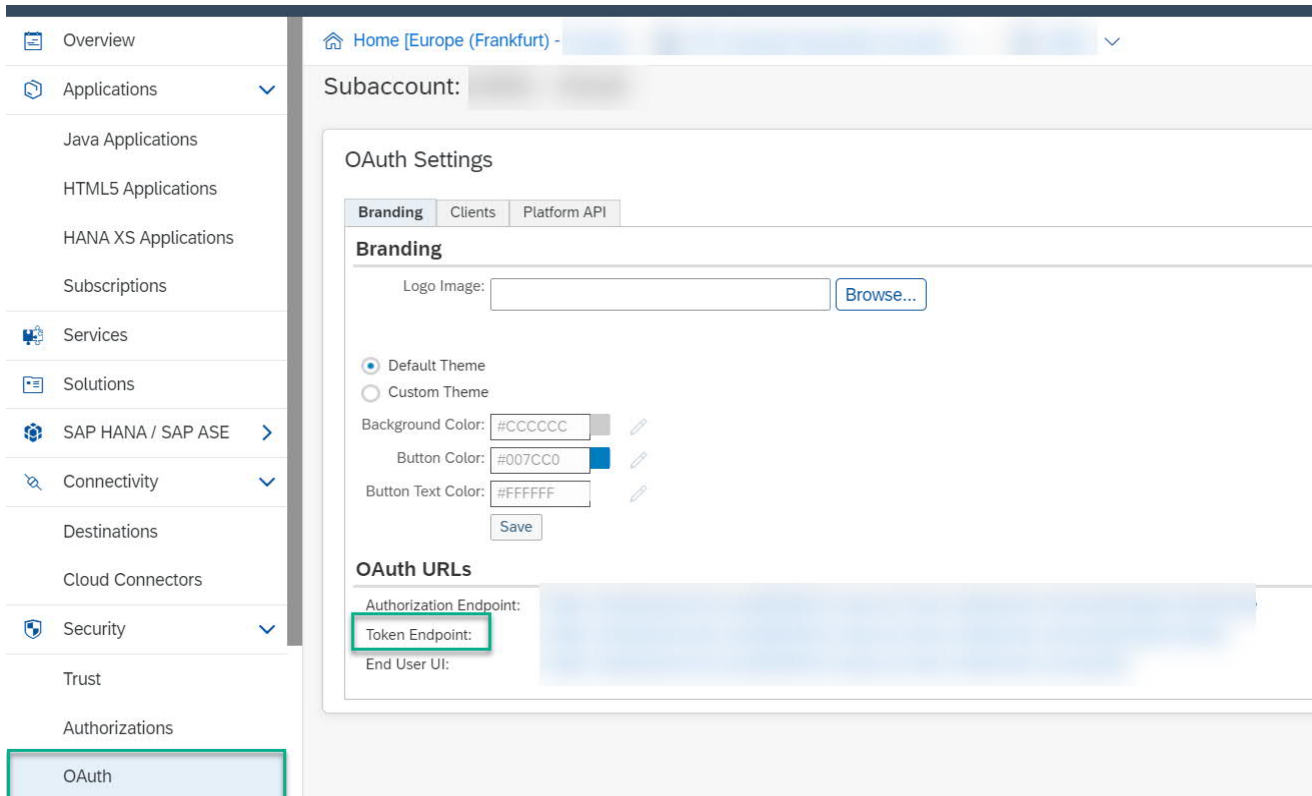 Overview
Applications
Java Applications
HTML5 Applications
HANA XS Applications
Subscriptions
Services
Solutions
SAP HANA / SAP ASE
Connectivity
Destinations
Cloud Connectors
Security
Trust
Authorizations
OAuth
Home [Europe (Frankfurt) -
Subaccount:
OAuth Settings
Branding Clients Platform API
Branding
Logo Image: Browse...
Default Theme
Custom Theme
Background Color: #CCCCCC
Button Color: #007CC0
Button Text Color: #FFFFFF
Save
OAuth URLs
Authorization Endpoint:
Token Endpoint:
End User UI: